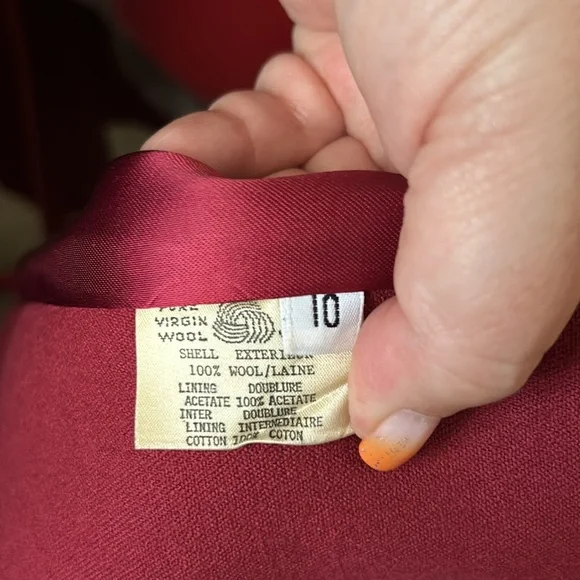 PURE
VIRGIN
WOOL
10
SHELL EXTERIEUR
100% WOOL/LAINE
LINING DOUBLURE
ACETATE 100% ACETATE
INTER DOUBLURE
LINING INTERMEDIAIRE
COTTON 100% COTON